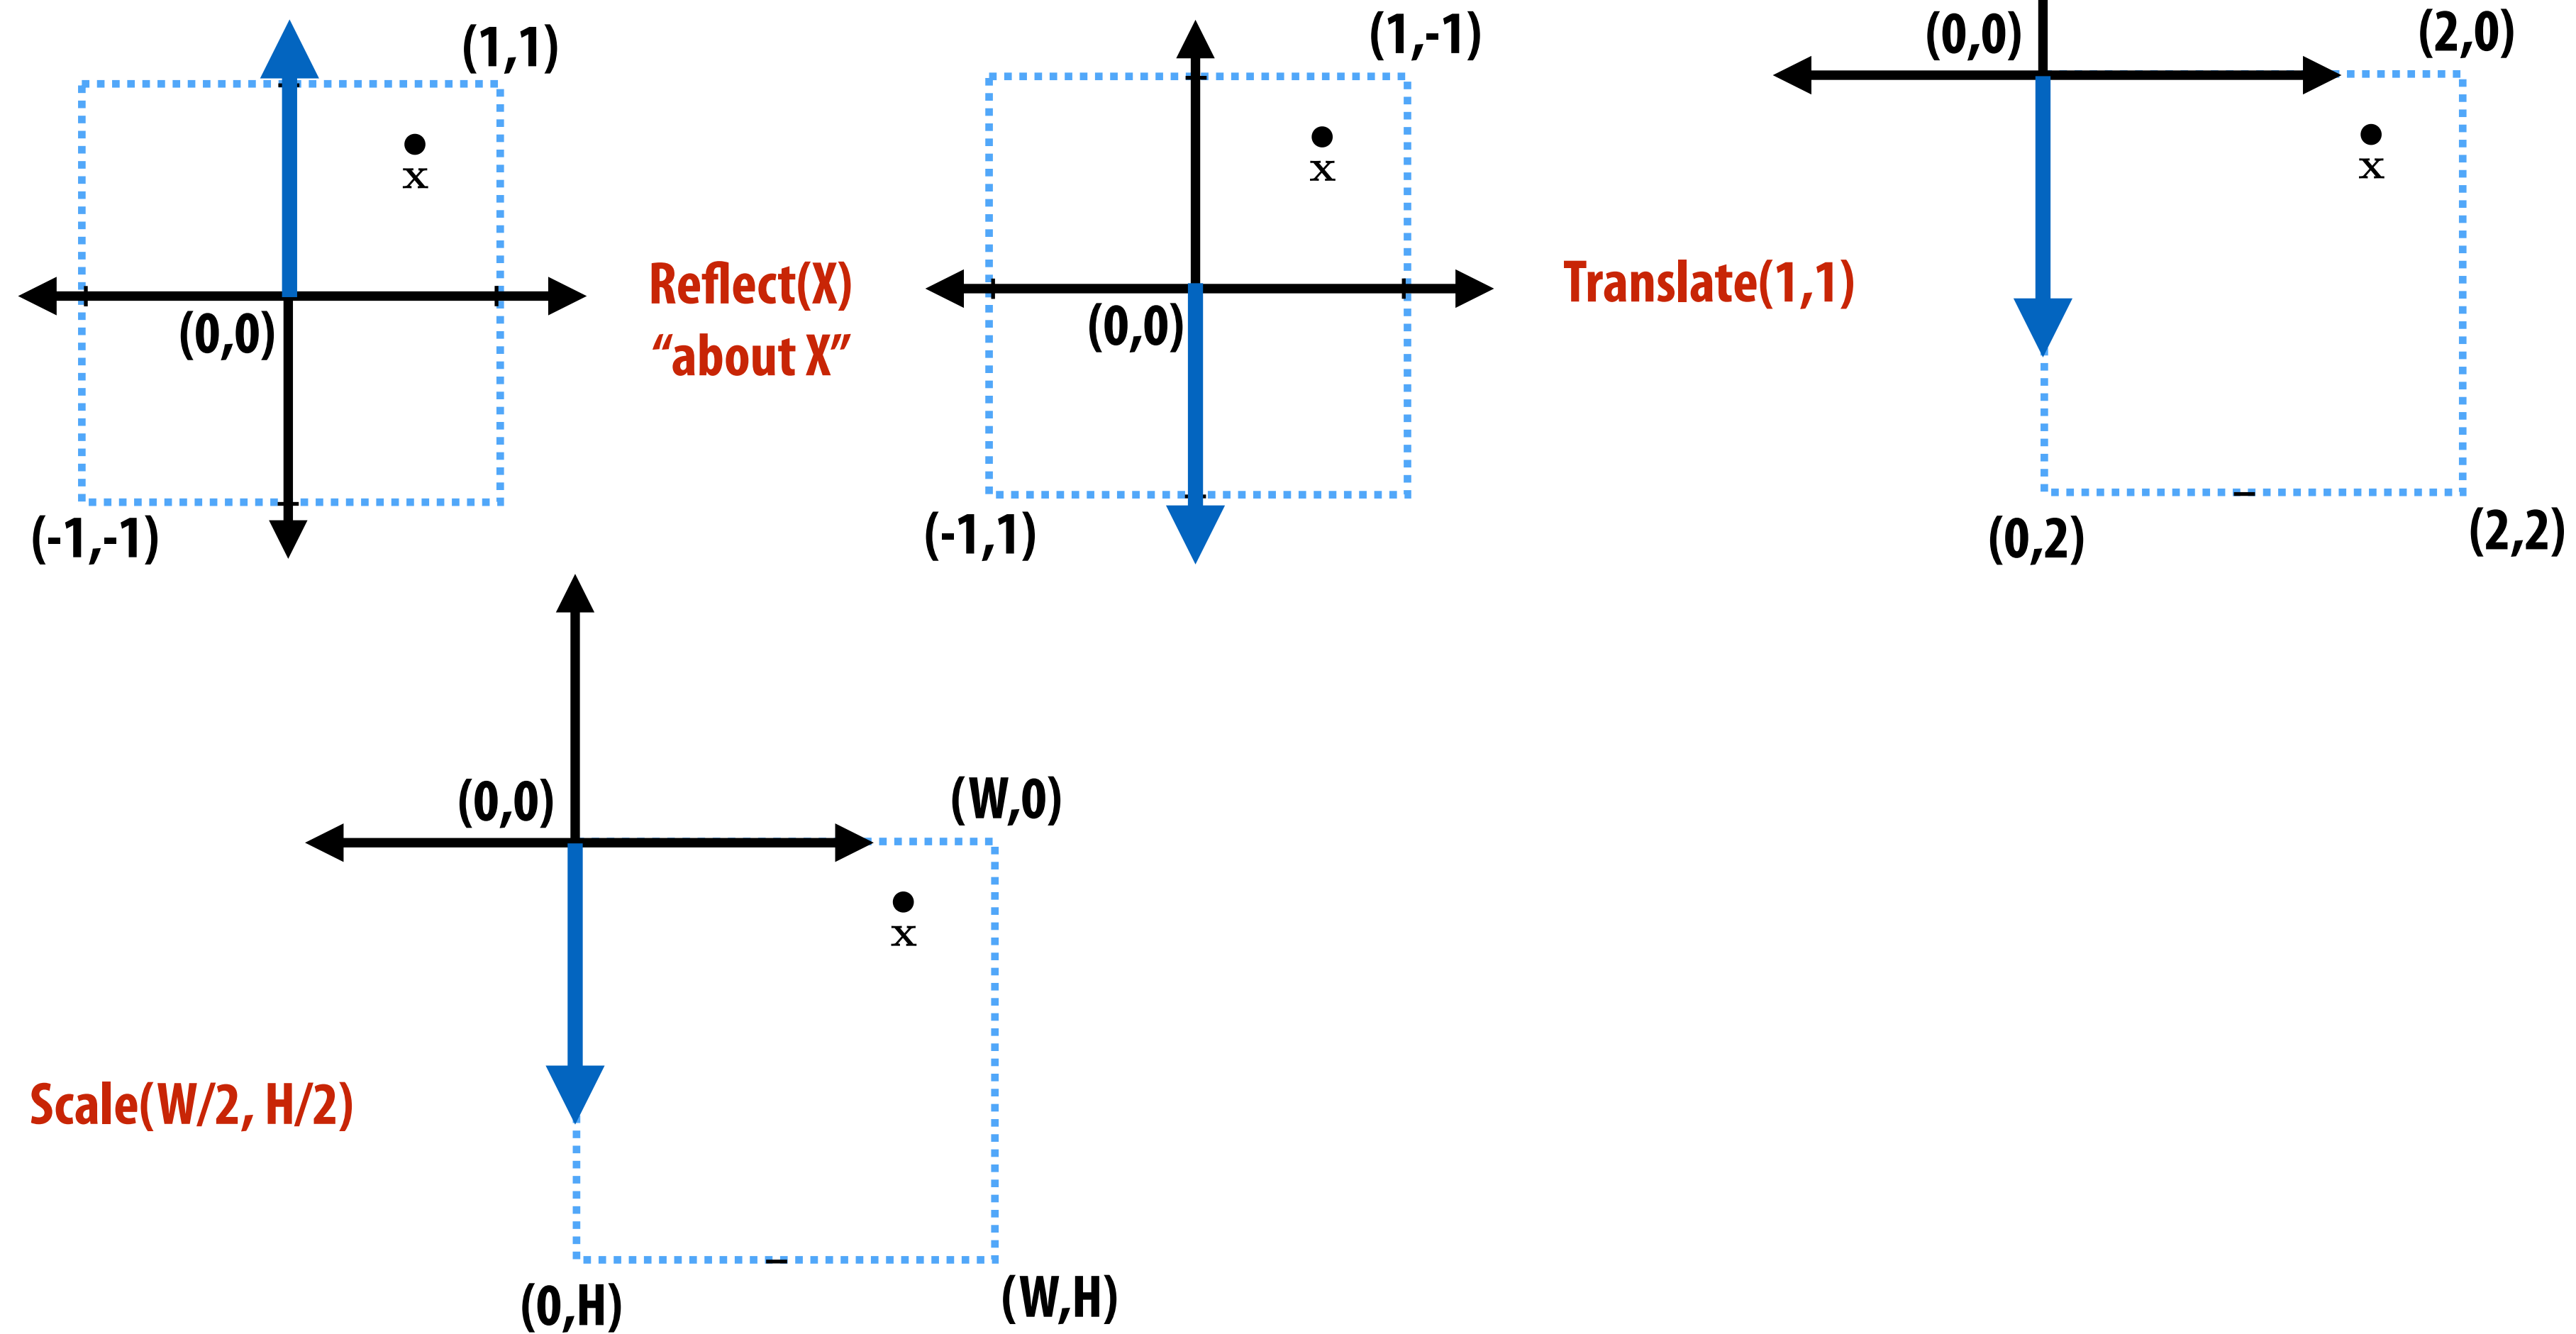 (1,1)
x
(0,0)
(-1,-1)
Reflect(X)
“about X”
(1,-1)
x
(0,0)
(-1,1)
Translate(1,1)
(0,0)
(2,0)
x
(0,2)
(2,2)
Scale(W/2, H/2)
(0,0)
(W,0)
x
(0,H)
(W,H)